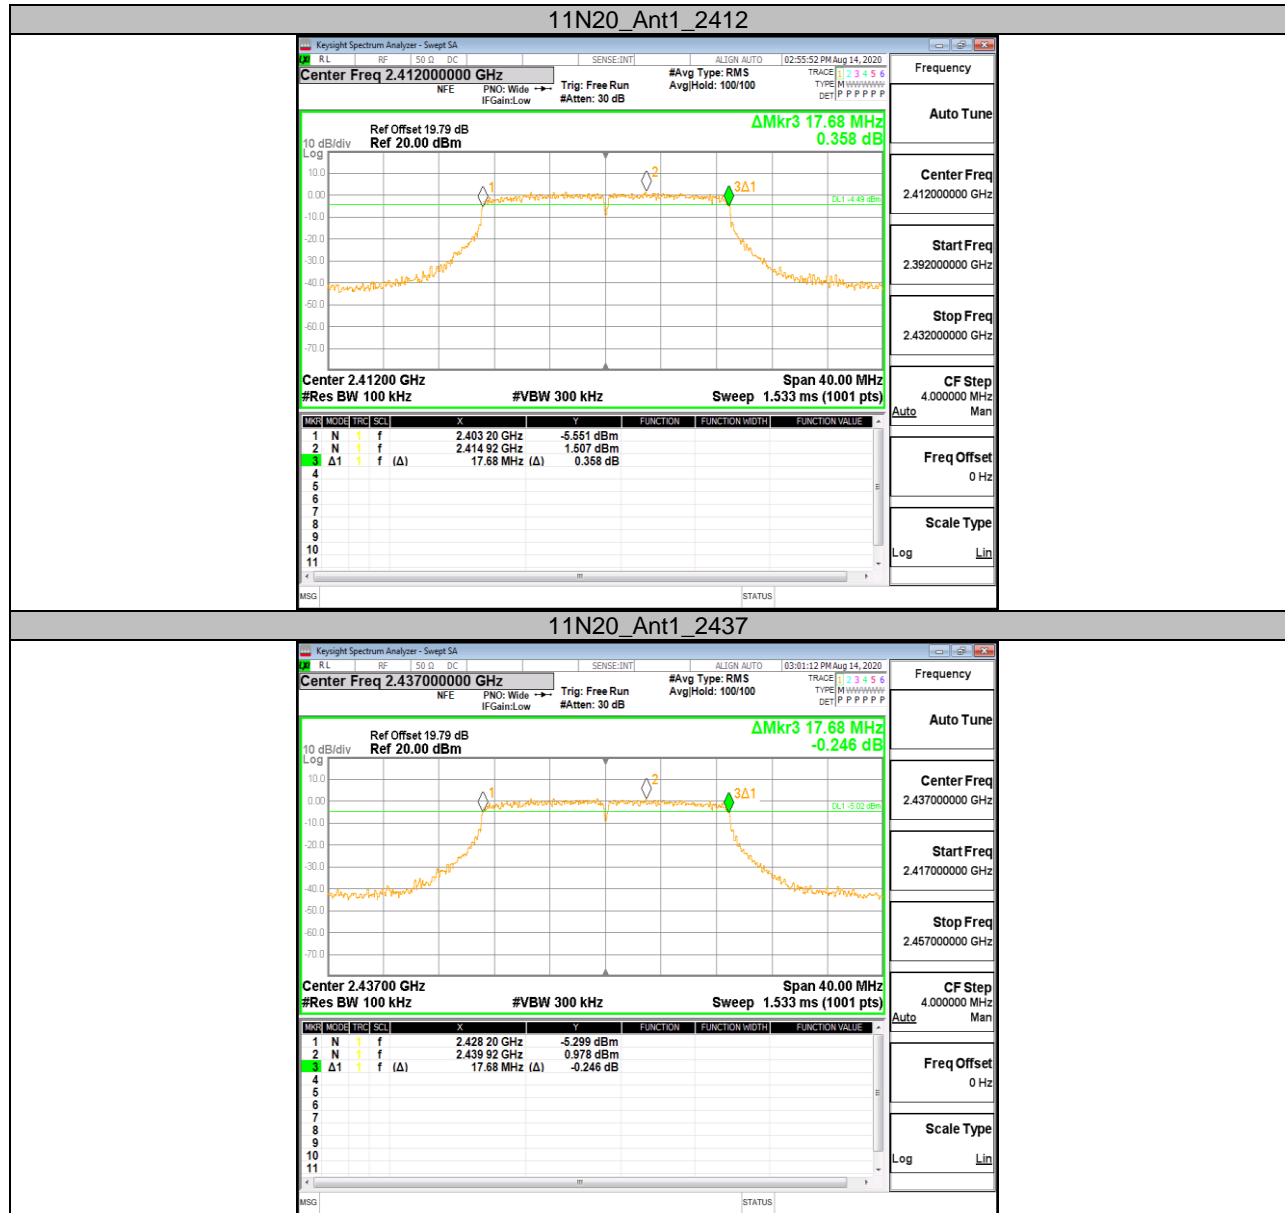 11N20_Ant1_2412
Keysight Spectrum Analyzer - Swept SA
RL RF 50 Ω DC SENSE:INT ALIGN AUTO 02:55:52 PM Aug 14, 2020
Center Freq 2.412000000 GHz
NFE PNO: Wide IFGain:Low
Trig: Free Run
#Atten: 30 dB
#Avg Type: RMS
Avg|Hold: 100/100
TRACE 1 2 3 4 5 6
TYPE M WWWWW
DET P P P P P P
Frequency
Auto Tune
Center Freq
2.412000000 GHz
Start Freq
2.392000000 GHz
Stop Freq
2.432000000 GHz
CF Step
4.000000 MHz
Auto Man
Freq Offset
0 Hz
Scale Type
Log Lin
ΔMkr3 17.68 MHz
0.358 dB
Ref Offset 19.79 dB
10 dB/div Ref 20.00 dBm
Log
10.0
0.00
-10.0
-20.0
-30.0
-40.0
-50.0
-60.0
-70.0
1
2
3Δ1
DL1 -4.49 dBm
Center 2.41200 GHz Span 40.00 MHz
#Res BW 100 kHz #VBW 300 kHz Sweep 1.533 ms (1001 pts)
MKR MODE TRC SCL X Y FUNCTION FUNCTION WIDTH FUNCTION VALUE
1 N 1 f 2.403 20 GHz -5.551 dBm
2 N 1 f 2.414 92 GHz 1.507 dBm
3 Δ1 1 f (Δ) 17.68 MHz (Δ) 0.358 dB
4
5
6
7
8
9
10
11
MSG STATUS
11N20_Ant1_2437
Keysight Spectrum Analyzer - Swept SA
RL RF 50 Ω DC SENSE:INT ALIGN AUTO 03:01:12 PM Aug 14, 2020
Center Freq 2.437000000 GHz
NFE PNO: Wide IFGain:Low
Trig: Free Run
#Atten: 30 dB
#Avg Type: RMS
Avg|Hold: 100/100
TRACE 1 2 3 4 5 6
TYPE M WWWWW
DET P P P P P P
Frequency
Auto Tune
Center Freq
2.437000000 GHz
Start Freq
2.417000000 GHz
Stop Freq
2.457000000 GHz
CF Step
4.000000 MHz
Auto Man
Freq Offset
0 Hz
Scale Type
Log Lin
ΔMkr3 17.68 MHz
-0.246 dB
Ref Offset 19.79 dB
10 dB/div Ref 20.00 dBm
Log
10.0
0.00
-10.0
-20.0
-30.0
-40.0
-50.0
-60.0
-70.0
1
2
3Δ1
DL1 -5.02 dBm
Center 2.43700 GHz Span 40.00 MHz
#Res BW 100 kHz #VBW 300 kHz Sweep 1.533 ms (1001 pts)
MKR MODE TRC SCL X Y FUNCTION FUNCTION WIDTH FUNCTION VALUE
1 N 1 f 2.428 20 GHz -5.299 dBm
2 N 1 f 2.439 92 GHz 0.978 dBm
3 Δ1 1 f (Δ) 17.68 MHz (Δ) -0.246 dB
4
5
6
7
8
9
10
11
MSG STATUS